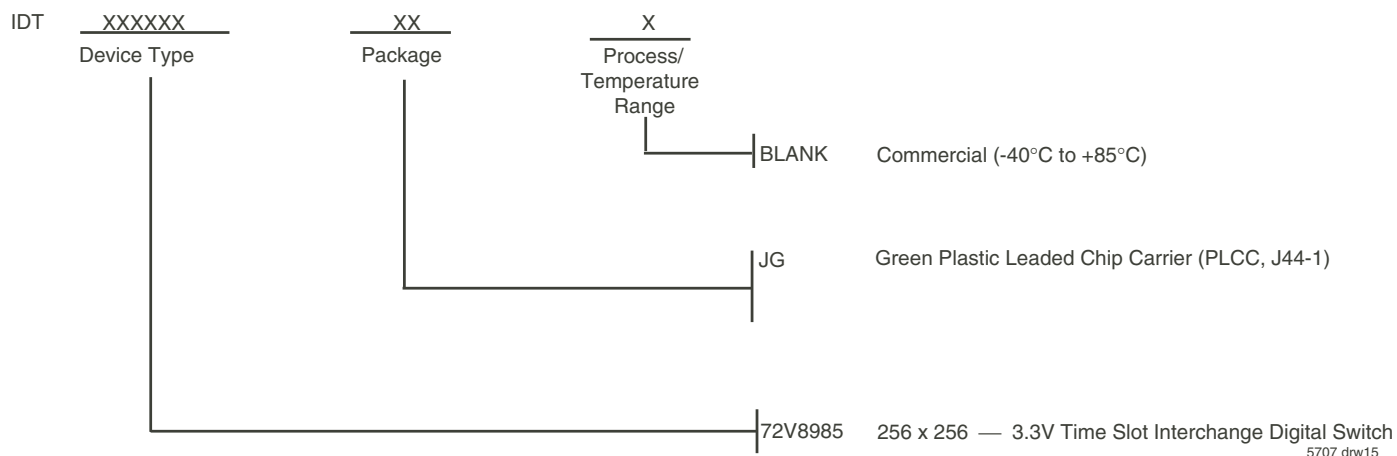 IDT XXXXXX XX X
Device Type Package Process/
Temperature
Range
BLANK Commercial (-40°C to +85°C)
JG Green Plastic Leaded Chip Carrier (PLCC, J44-1)
72V8985 256 x 256 — 3.3V Time Slot Interchange Digital Switch
5707 drw15